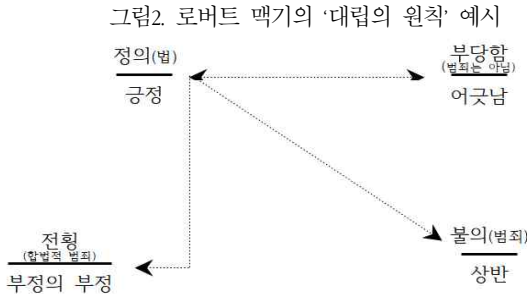 그림2. 로버트 맥기의 ‘대립의 원칙’ 예시
정의(법)
긍정
부당함
(범죄는 아님)
어긋남
전횡
(합법적 범죄)
부정의 부정
불의(범죄)
상반